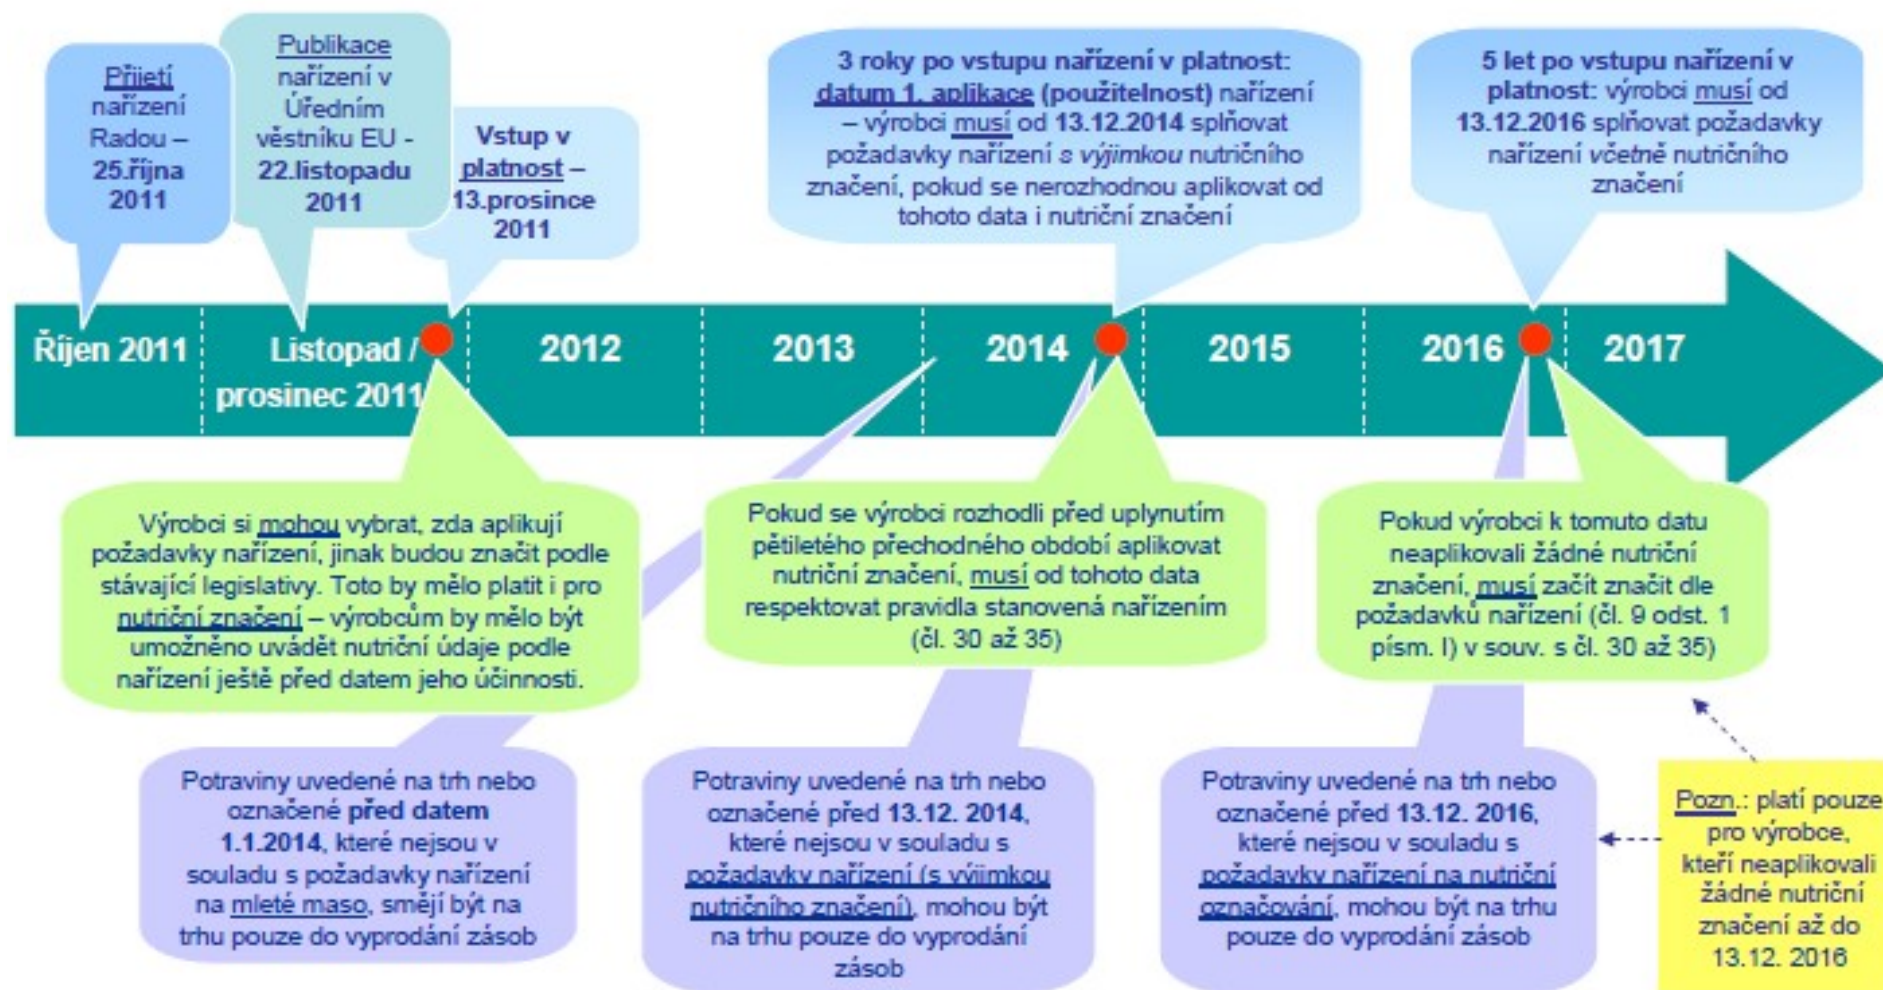 Přijetí
nařízení
Radou –
25.října
2011
Publikace
nařízení v
Úředním
věstníku EU -
22.listopadu
2011
Vstup v
platnost –
13.prosince
2011
3 roky po vstupu nařízení v platnost:
datum 1. aplikace (použitelnost) nařízení
– výrobci musí od 13.12.2014 splňovat
požadavky nařízení s výjimkou nutričního
značení, pokud se nerozhodnou aplikovat od
tohoto data i nutriční značení
5 let po vstupu nařízení v
platnost: výrobci musí od
13.12.2016 splňovat požadavky
nařízení včetně nutričního
značení
Říjen 2011
Listopad /
prosinec 2011
2012
2013
2014
2015
2016
2017
Výrobci si mohou vybrat, zda aplikují
požadavky nařízení, jinak budou značit podle
stávající legislativy. Toto by mělo platit i pro
nutriční značení – výrobcům by mělo být
umožněno uvádět nutriční údaje podle
nařízení ještě před datem jeho účinnosti.
Pokud se výrobci rozhodli před uplynutím
pětiletého přechodného období aplikovat
nutriční značení, musí od tohoto data
respektovat pravidla stanovená nařízením
(čl. 30 až 35)
Pokud výrobci k tomuto datu
neaplikovali žádné nutriční
značení, musí začít značit dle
požadavků nařízení (čl. 9 odst. 1
písm. l) v souv. s čl. 30 až 35)
Potraviny uvedené na trh nebo
označené před datem
1.1.2014, které nejsou v
souladu s požadavky nařízení
na mleté maso, smějí být na
trhu pouze do vyprodání zásob
Potraviny uvedené na trh nebo
označené před 13.12. 2014,
které nejsou v souladu s
požadavky nařízení (s výjimkou
nutričního značení), mohou být
na trhu pouze do vyprodání
zásob
Potraviny uvedené na trh nebo
označené před 13.12. 2016,
které nejsou v souladu s
požadavky nařízení na nutriční
označování, mohou být na trhu
pouze do vyprodání zásob
Pozn.: platí pouze
pro výrobce,
kteří neaplikovali
žádné nutriční
značení až do
13.12. 2016